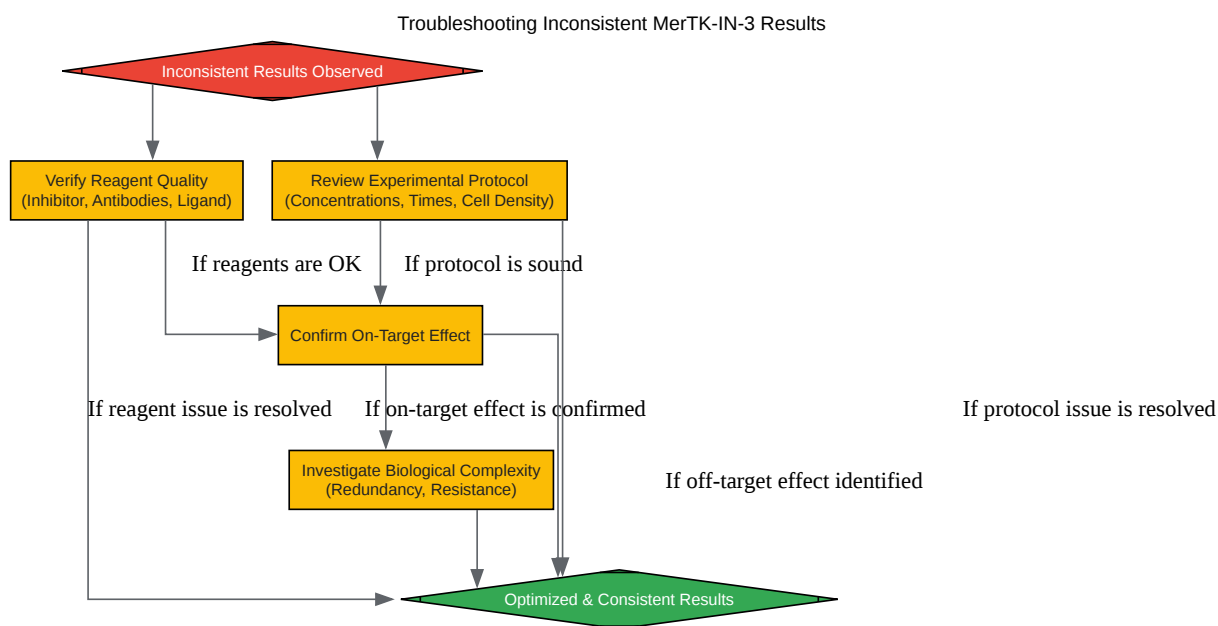 Troubleshooting Inconsistent MerTK-IN-3 Results
Inconsistent Results Observed
Verify Reagent Quality
(Inhibitor, Antibodies, Ligand)
Review Experimental Protocol
(Concentrations, Times, Cell Density)
If reagents are OK
If protocol is sound
Confirm On-Target Effect
If reagent issue is resolved
If on-target effect is confirmed
If protocol issue is resolved
Investigate Biological Complexity
(Redundancy, Resistance)
If off-target effect identified
Optimized & Consistent Results